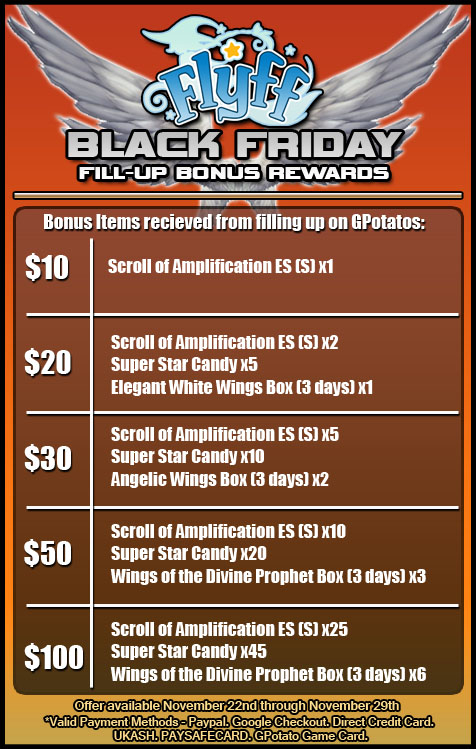 Flyff
BLACK FRIDAY
FILL-UP BONUS REWARDS
Bonus Items recieved from filling up on GPotatos:
$10
Scroll of Amplification ES (S) x1
$20
Scroll of Amplification ES (S) x2
Super Star Candy x5
Elegant White Wings Box (3 days) x1
$30
Scroll of Amplification ES (S) x5
Super Star Candy x10
Angelic Wings Box (3 days) x2
$50
Scroll of Amplification ES (S) x10
Super Star Candy x20
Wings of the Divine Prophet Box (3 days) x3
$100
Scroll of Amplification ES (S) x25
Super Star Candy x45
Wings of the Divine Prophet Box (3 days) x6
Offer available November 22nd through November 29th
*Valid Payment Methods - Paypal. Google Checkout. Direct Credit Card.
UKASH. PAYSAFECARD. GPotato Game Card.